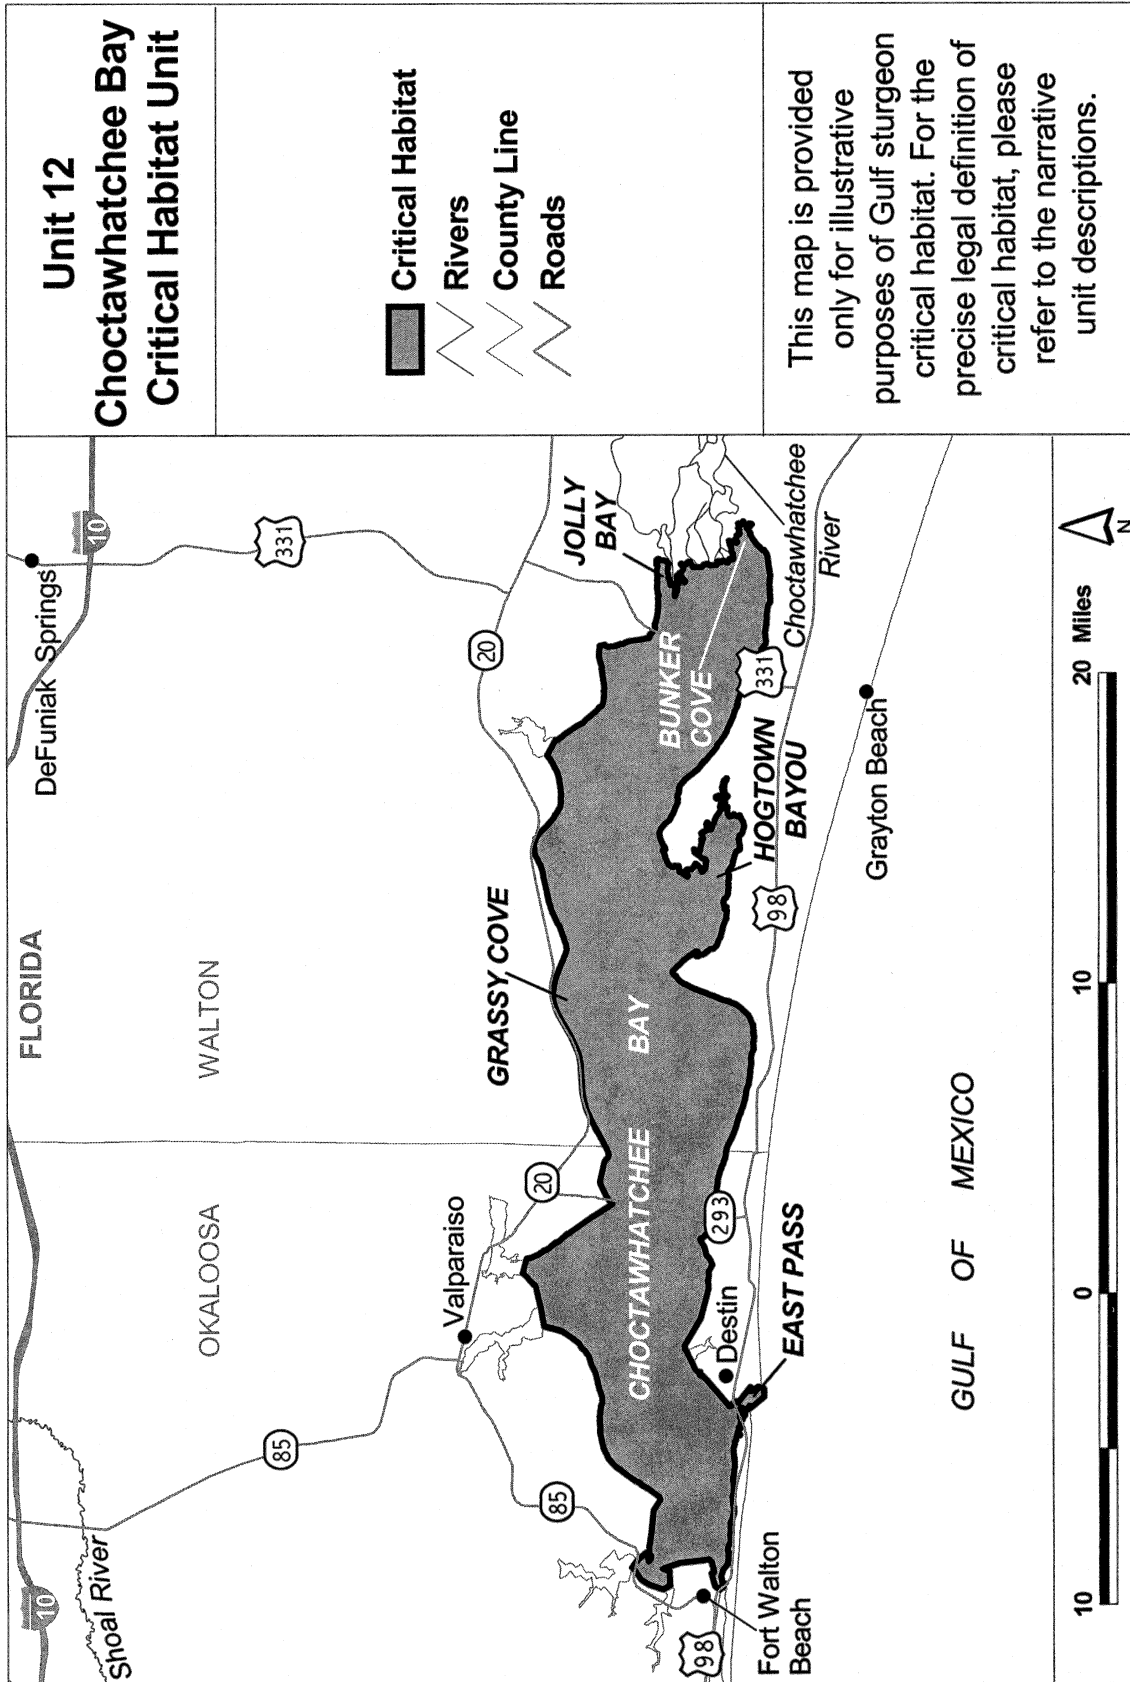 Unit 12
Choctawhatchee Bay
Critical Habitat Unit
Critical Habitat
Rivers
County Line
Roads
This map is provided
only for illustrative
purposes of Gulf sturgeon
critical habitat. For the
precise legal definition of
critical habitat, please
refer to the narrative
unit descriptions.
FLORIDA
DeFuniak Springs
10
10
Shoal River
OKALOOSA
WALTON
331
85
Valparaiso
20
20
85
GRASSY COVE
JOLLY
BAY
CHOCTAWHATCHEE BAY
BUNKER
COVE
Choctawhatchee
River
331
HOGTOWN
BAYOU
98
293
Destin
EAST PASS
Fort Walton
Beach
98
Grayton Beach
GULF OF MEXICO
10
0
10
20 Miles
N